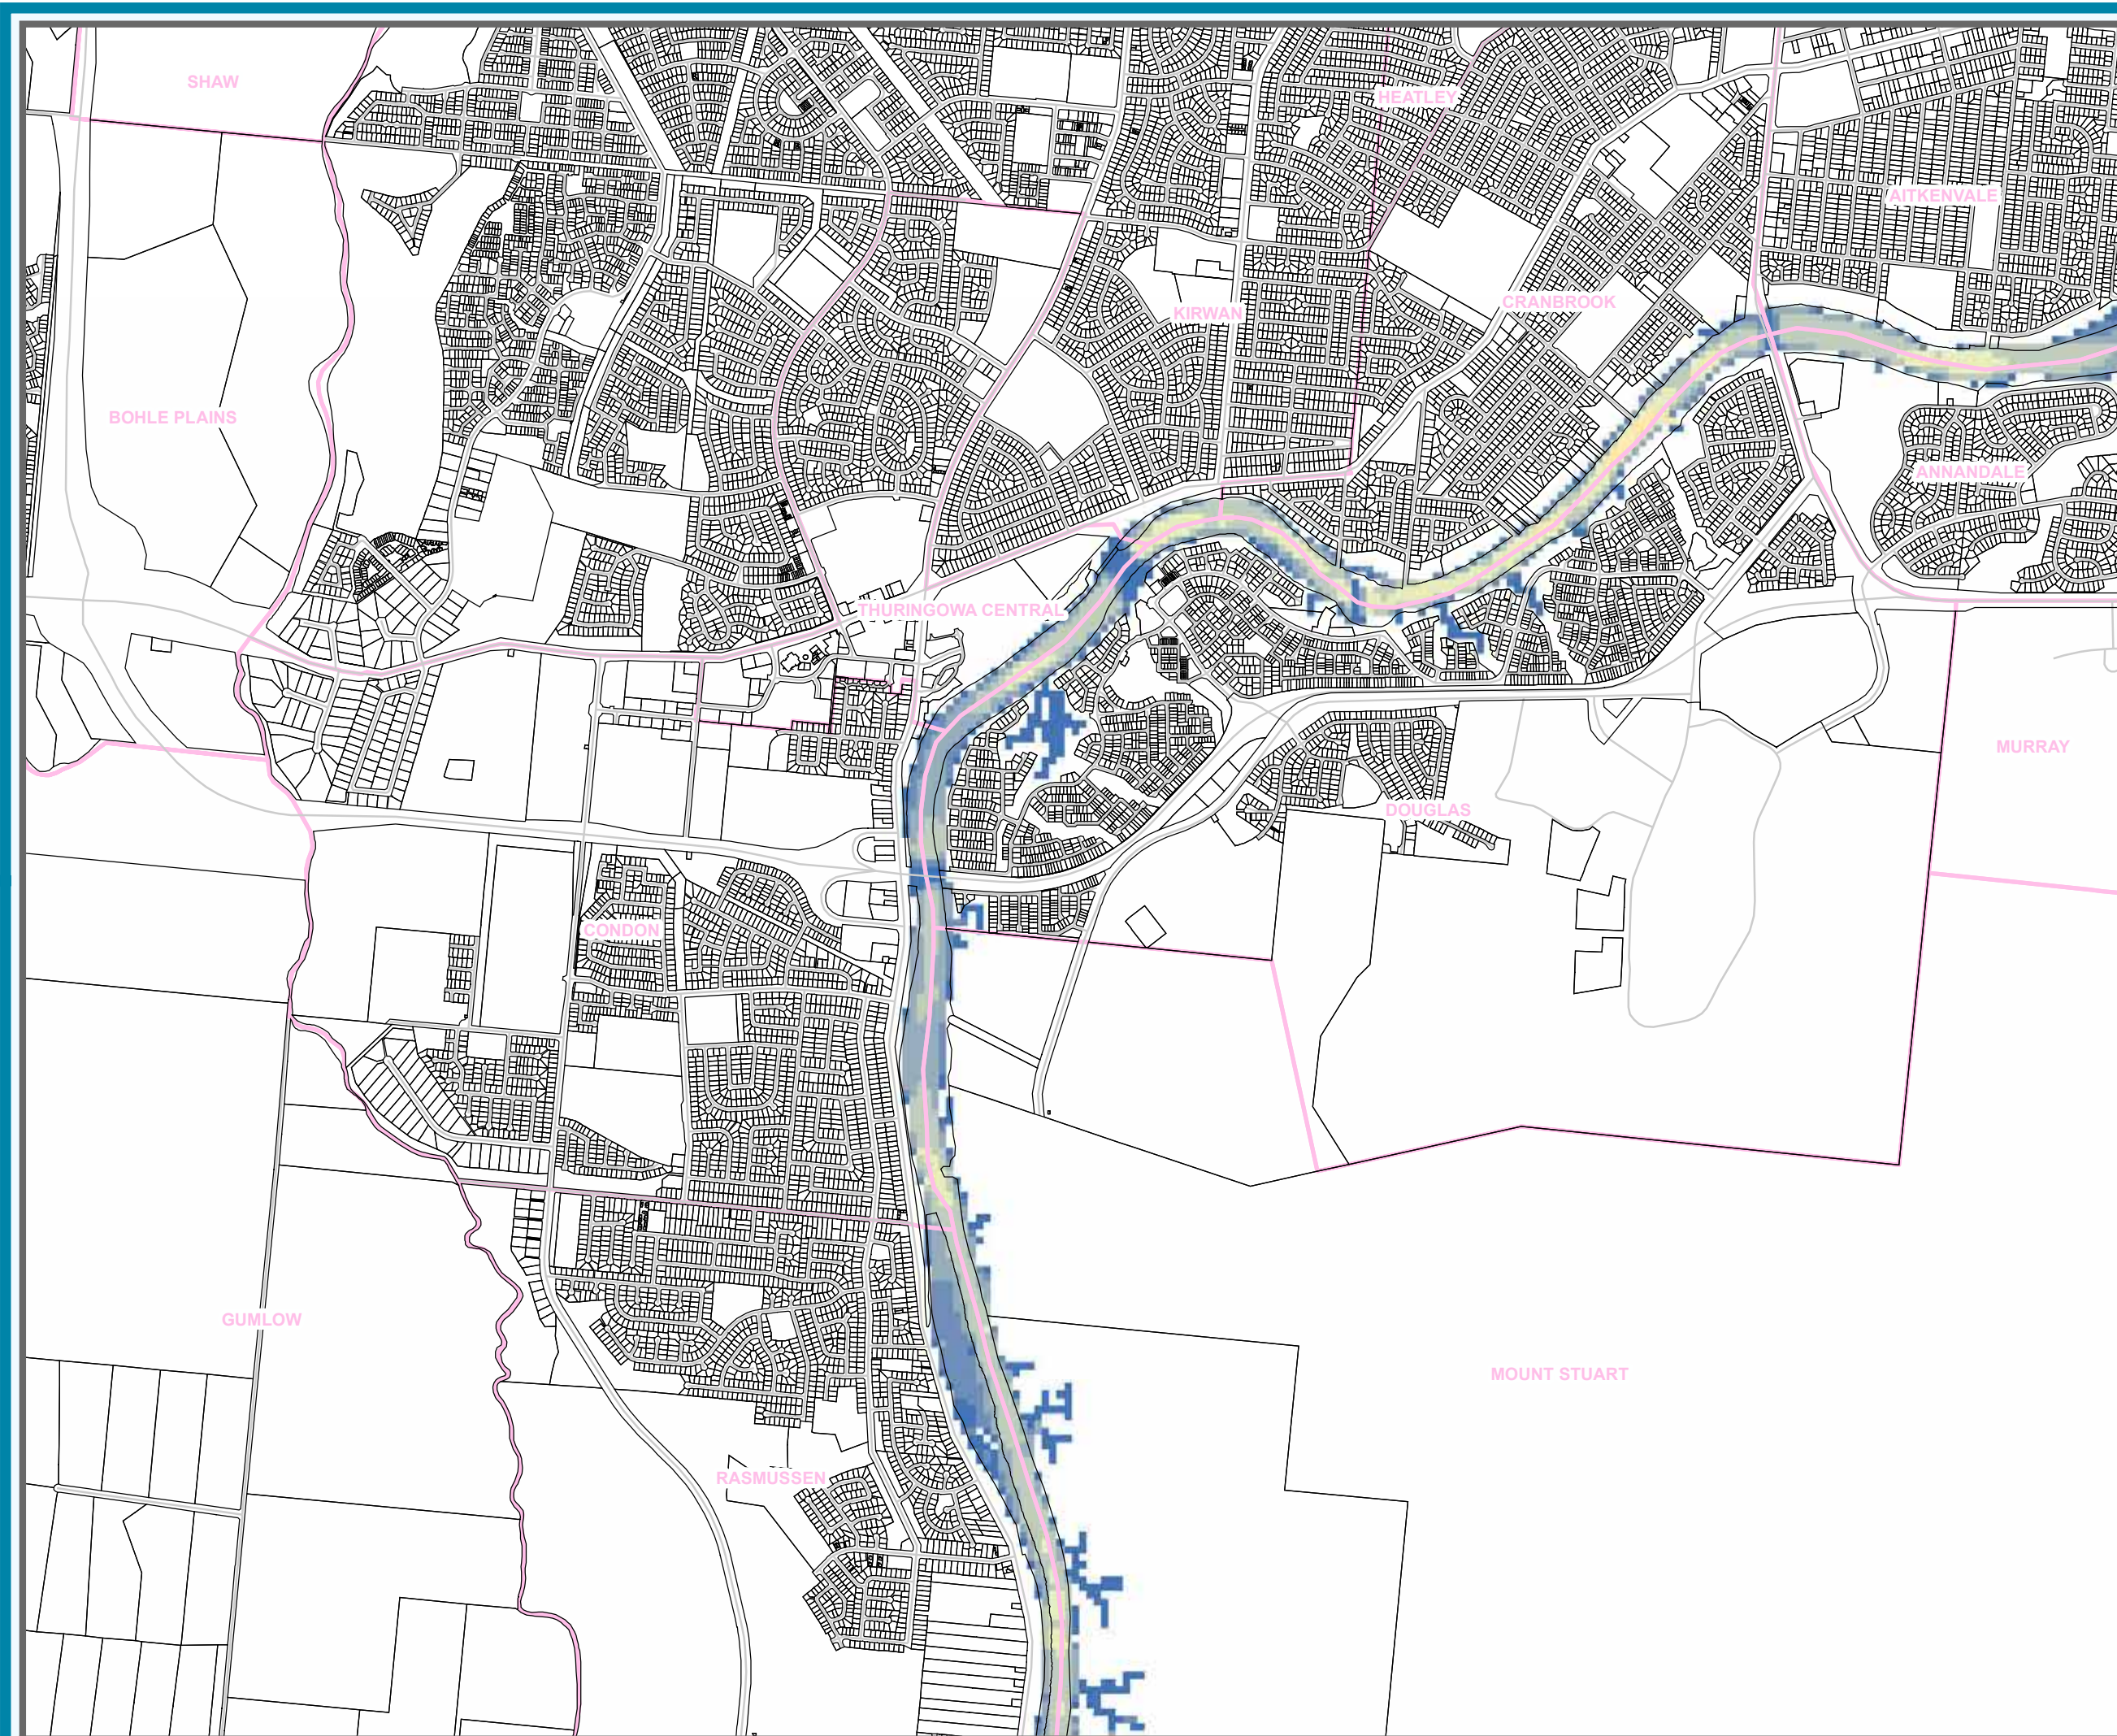 SHAW
HEATLEY
AITKENVALE
CRANBROOK
KIRWAN
BOHLE PLAINS
ANNANDALE
THURINGOWA CENTRAL
MURRAY
DOUGLAS
CONDON
GUMLOW
MOUNT STUART
RASMUSSEN